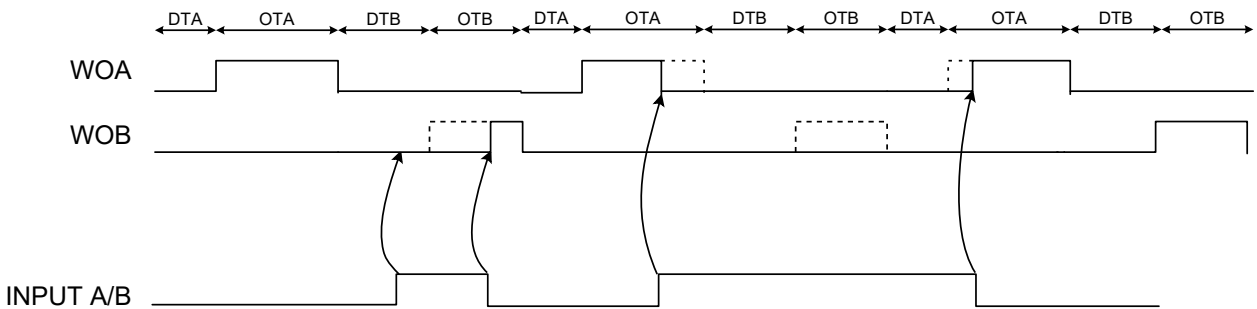 DTA OTA DTB OTB DTA OTA DTB OTB DTA OTA DTB OTB
WOA
WOB
INPUT A/B